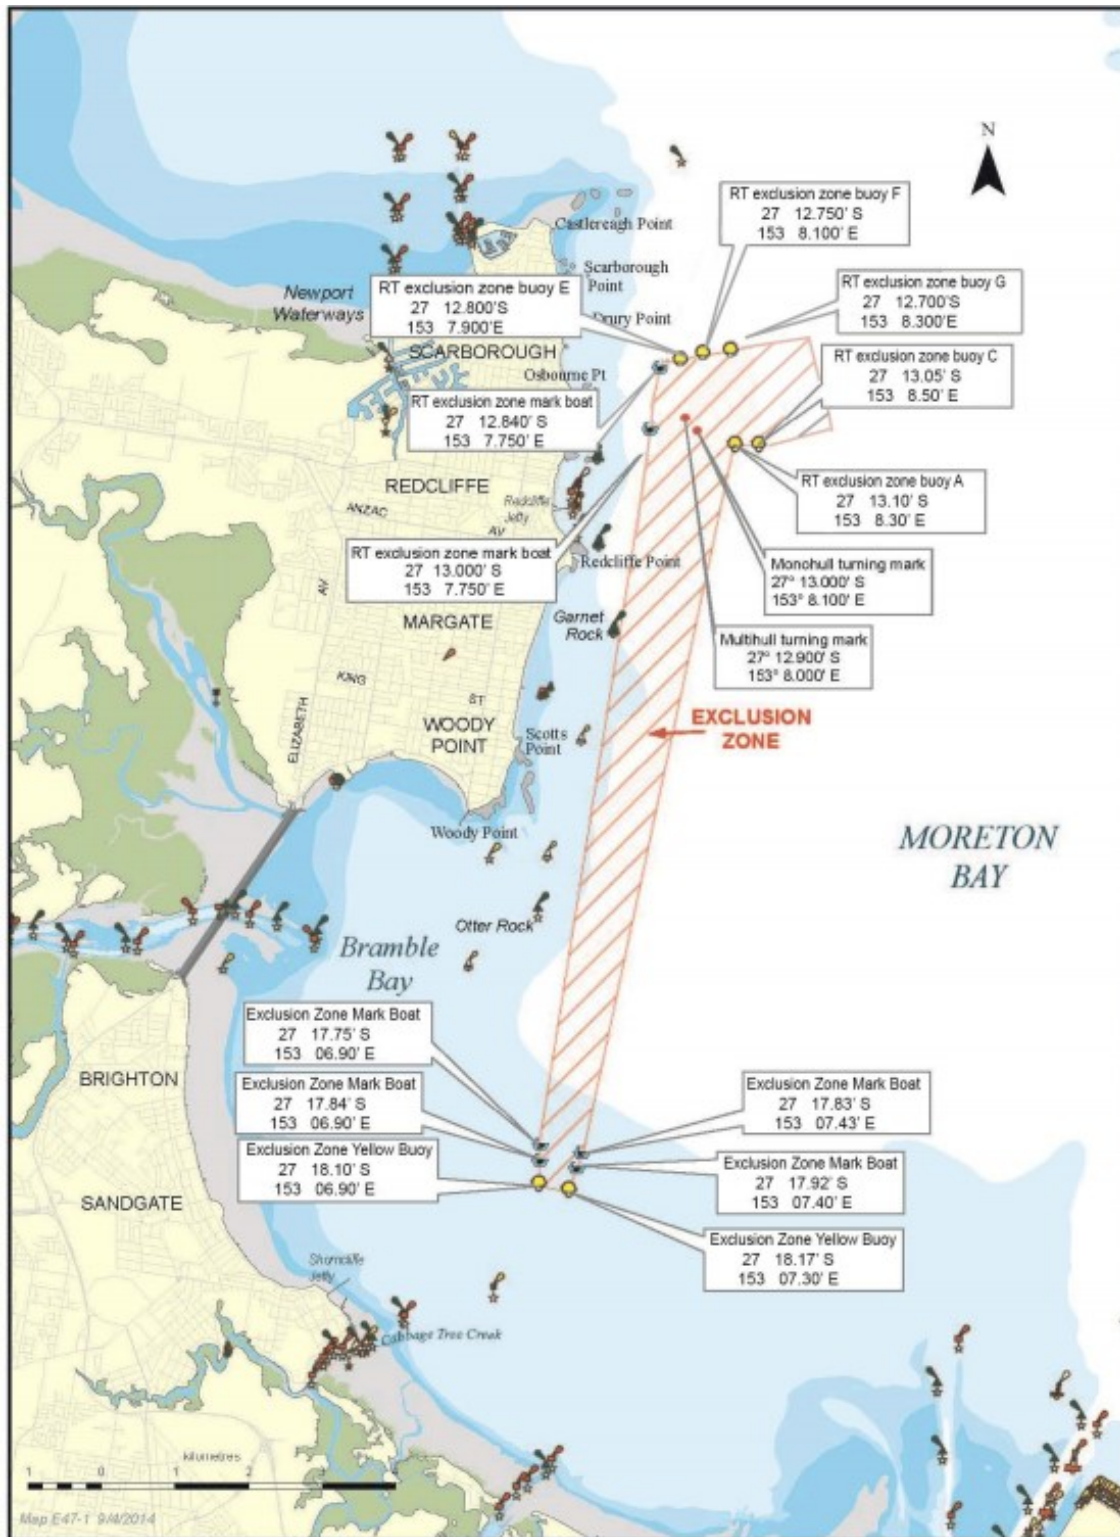 N
RT exclusion zone buoy F
27 12.750' S
153 8.100' E
Castlereagh Point
Scarborough
Point
RT exclusion zone buoy G
27 12.700'S
153 8.300'E
Newport
Waterways
RT exclusion zone buoy E
27 12.800'S
153 7.900'E
Drury Point
SCARBOROUGH
Osbourne Pt
RT exclusion zone buoy C
27 13.05' S
153 8.50' E
RT exclusion zone mark boat
27 12.840' S
153 7.750' E
REDCLIFFE
Redcliffe
Jetty
ANZAC
AV
RT exclusion zone buoy A
27 13.10' S
153 8.30' E
RT exclusion zone mark boat
27 13.000' S
153 7.750' E
Redcliffe Point
Monohull turning mark
27° 13.000' S
153° 8.100' E
AV
MARGATE
Garnet
Rock
Multihull turning mark
27° 12.900' S
153° 8.000' E
KING
ST
ELIZABETH
WOODY
POINT
Scotts
Point
EXCLUSION
ZONE
Woody Point
MORETON
BAY
Otter Rock
Bramble
Bay
Exclusion Zone Mark Boat
27 17.75' S
153 06.90' E
BRIGHTON
Exclusion Zone Mark Boat
27 17.84' S
153 06.90' E
Exclusion Zone Mark Boat
27 17.83' S
153 07.43' E
Exclusion Zone Yellow Buoy
27 18.10' S
153 06.90' E
Exclusion Zone Mark Boat
27 17.92' S
153 07.40' E
SANDGATE
Exclusion Zone Yellow Buoy
27 18.17' S
153 07.30' E
Shorncliffe
Jetty
Cabbage Tree Creek
kilometres
1 0 1 2 3
Map E47-1 9/4/2014